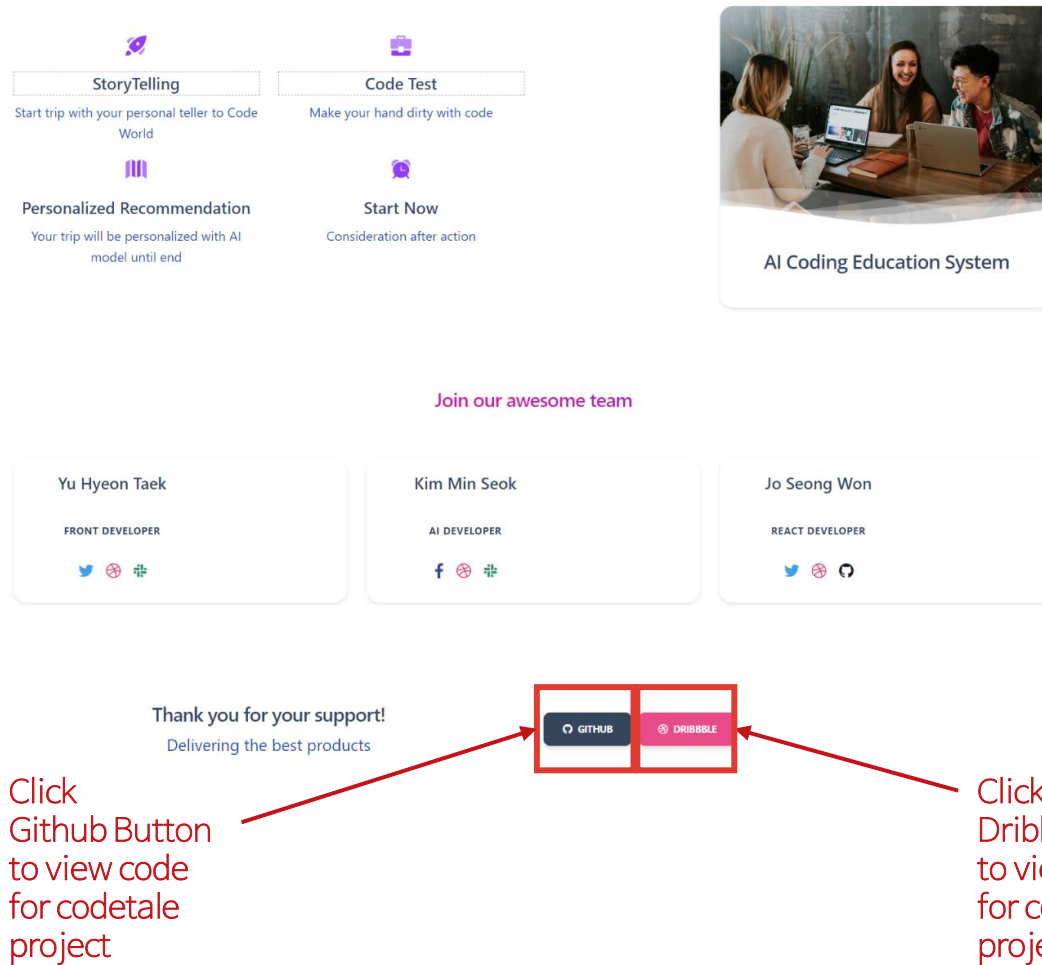 StoryTelling
Start trip with your personal teller to Code
World
Code Test
Make your hand dirty with code
Personalized Recommendation
Your trip will be personalized with AI
model until end
Start Now
Consideration after action
AI Coding Education System
Join our awesome team
Yu Hyeon Taek
FRONT DEVELOPER
Kim Min Seok
AI DEVELOPER
Jo Seong Won
REACT DEVELOPER
Thank you for your support!
Delivering the best products
GITHUB
DRIBBBLE
Click
Github Button
to view code
for codetale
project
Click
to
for